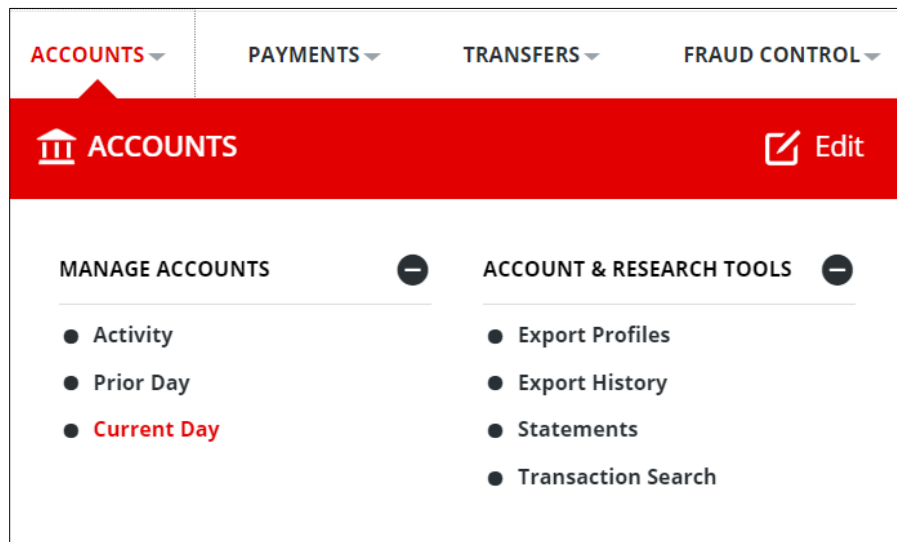 ACCOUNTS PAYMENTS TRANSFERS FRAUD CONTROL
ACCOUNTS Edit
MANAGE ACCOUNTS
Activity
Prior Day
Current Day
ACCOUNT & RESEARCH TOOLS
Export Profiles
Export History
Statements
Transaction Search